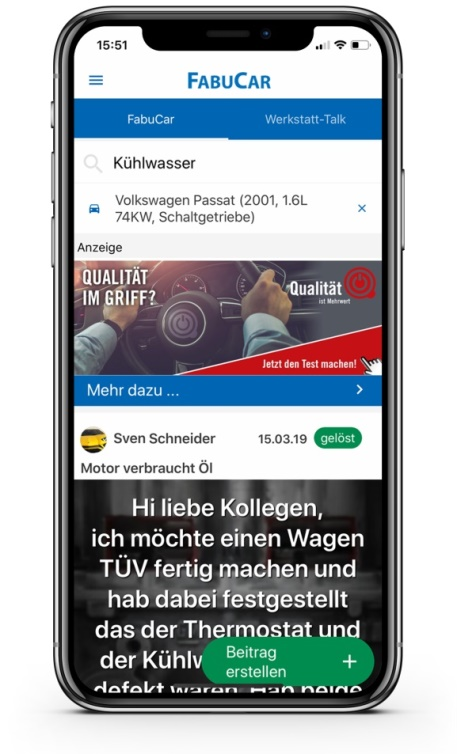 15:51
FABUCAR
FabuCar
Werkstatt-Talk
Kühlwasser
Volkswagen Passat (2001, 1.6L
74KW, Schaltgetriebe)
Anzeige
QUALITÄT
IM GRIFF?
Qualität
ist Mehrwert
Jetzt den Test machen!
Mehr dazu ...
Sven Schneider 15.03.19 gelöst
Motor verbraucht Öl
Hi liebe Kollegen,
ich möchte einen Wagen
TÜV fertig machen und
hab dabei festgestellt
das der Thermostat und
der
Beitrag
erstellen
defekt waren. Hab beide